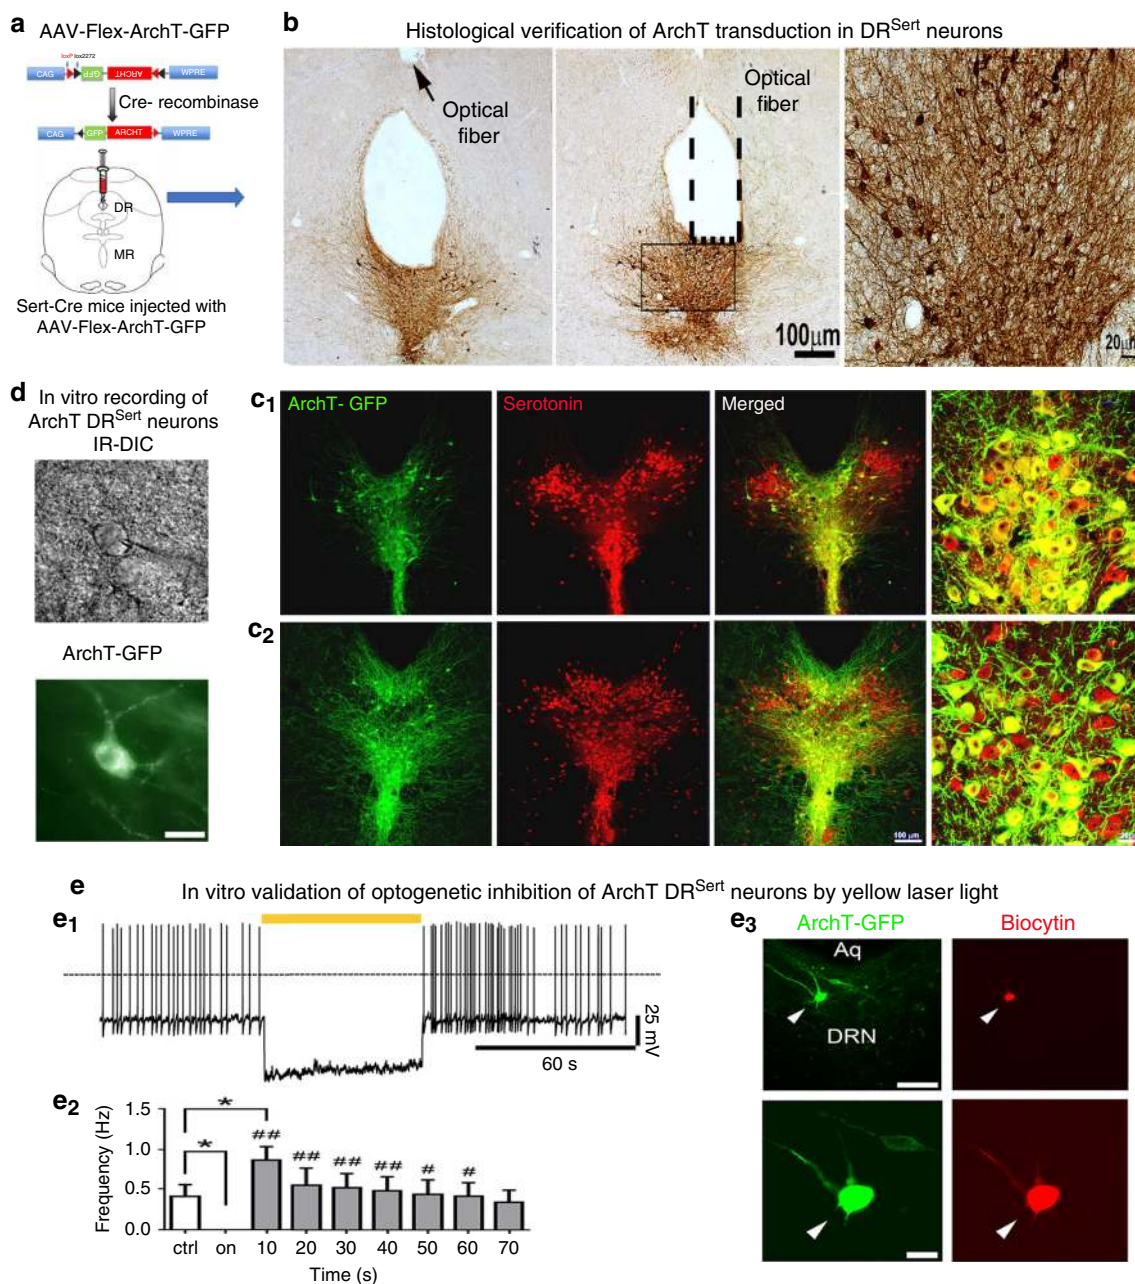 a
AAV-Flex-ArchT-GFP
loxP lox2272
CAG GFP ARCHT WPRE
Cre- recombinase
CAG GFP ARCHT WPRE
DR
MR
Sert-Cre mice injected with
AAV-Flex-ArchT-GFP
b
Histological verification of ArchT transduction in DRSert neurons
Optical
fiber
Optical
fiber
100μm
20μm
d
In vitro recording of
ArchT DRSert neurons
IR-DIC
ArchT-GFP
c1
ArchT- GFP
Serotonin
Merged
c2
100 μm
e
In vitro validation of optogenetic inhibition of ArchT DRSert neurons by yellow laser light
e1
25 mV
60 s
e2
Frequency (Hz)
1.5
1.0
0.5
0.0
*
*
##
##
##
##
#
#
ctrl on 10 20 30 40 50 60 70
Time (s)
e3
ArchT-GFP
Biocytin
Aq
DRN